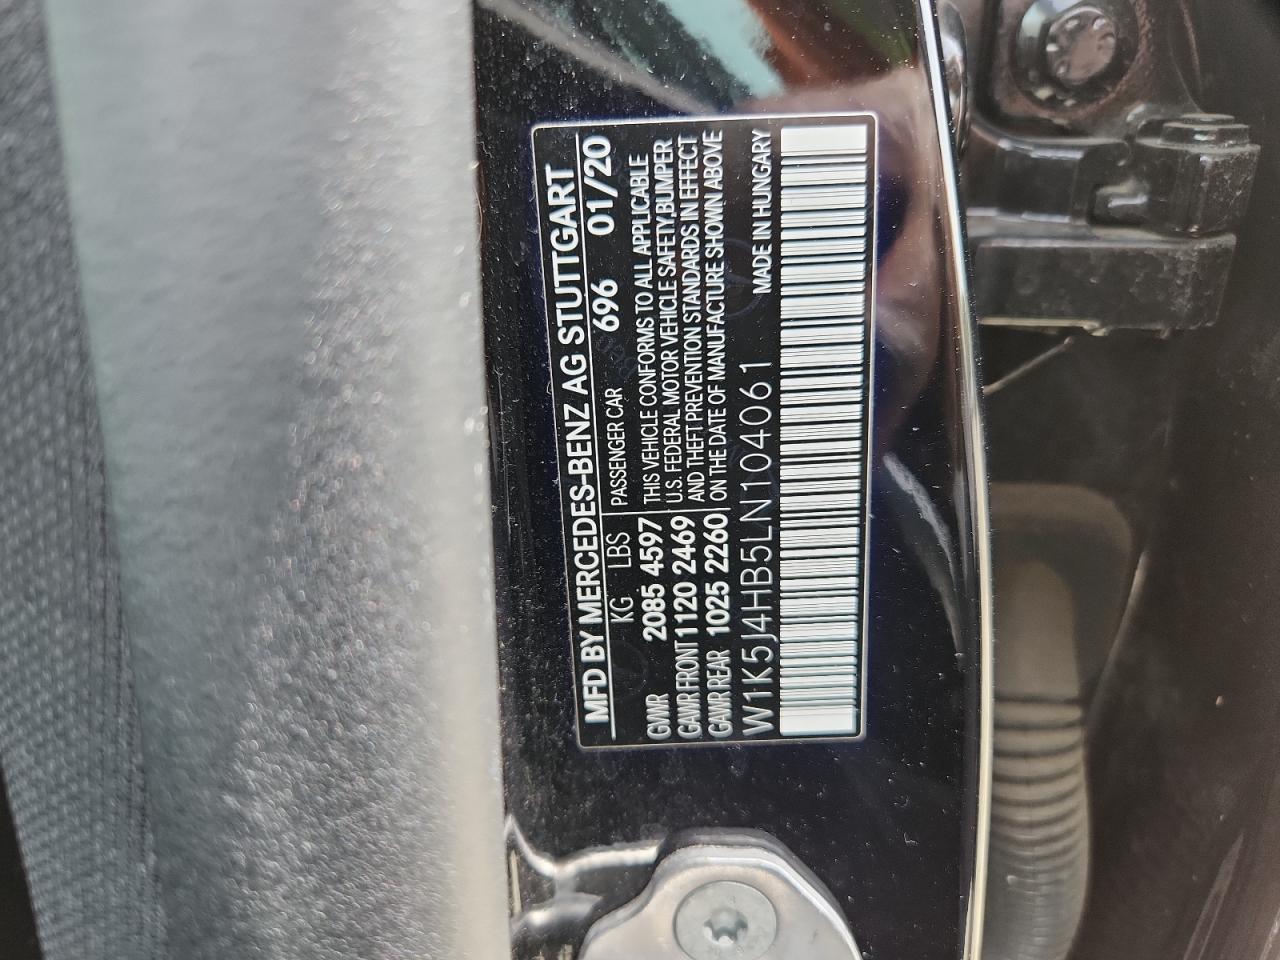 MFD BY MERCEDES-BENZ AG STUTTGART
KG LBS PASSENGER CAR 696 01/20
GVWR 2085 4597 THIS VEHICLE CONFORMS TO ALL APPLICABLE
GAWR FRONT 1120 2469 U.S. FEDERAL MOTOR VEHICLE SAFETY,BUMPER
GAWR REAR 1025 2260 AND THEFT PREVENTION STANDARDS IN EFFECT
ON THE DATE OF MANUFACTURE SHOWN ABOVE
W1K5J4HB5LN104061 MADE IN HUNGARY